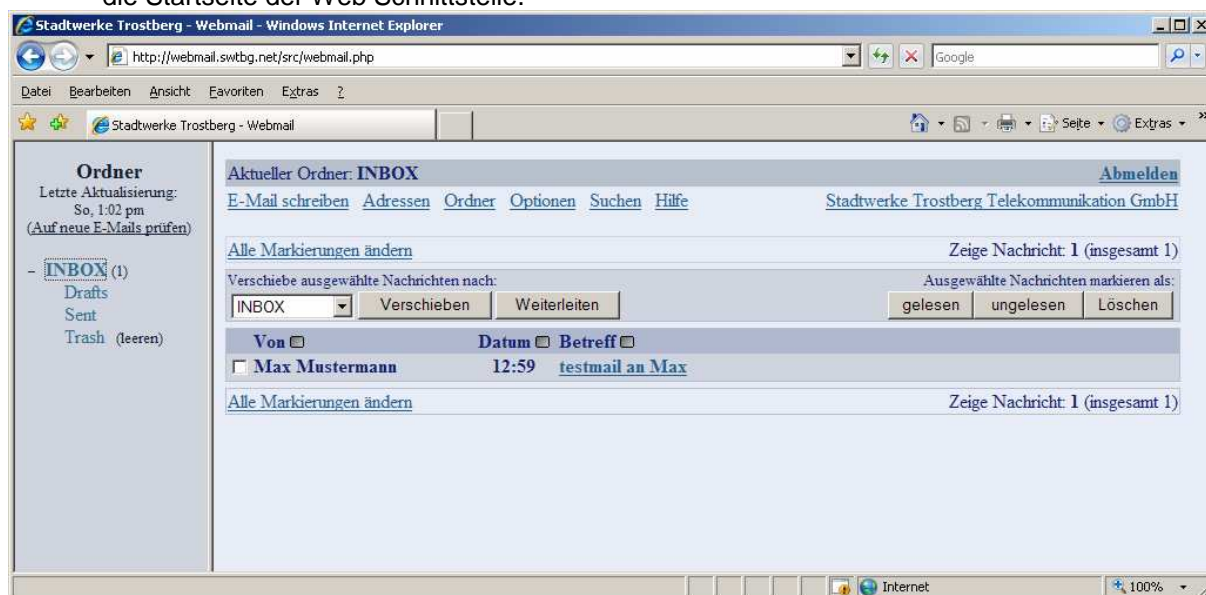 die Startseite der Web Schnittstelle.
Stadtwerke Trostberg - Webmail - Windows Internet Explorer
http://webmail.swtbg.net/src/webmail.php
Google
Datei Bearbeiten Ansicht Favoriten Extras ?
Stadtwerke Trostberg - Webmail
Seite Extras »
Ordner
Letzte Aktualisierung:
So, 1:02 pm
(Auf neue E-Mails prüfen)
– INBOX (1)
Drafts
Sent
Trash (leeren)
Aktueller Ordner: INBOX Abmelden
E-Mail schreiben Adressen Ordner Optionen Suchen Hilfe Stadtwerke Trostberg Telekommunikation GmbH
Alle Markierungen ändern Zeige Nachricht: 1 (insgesamt 1)
Verschiebe ausgewählte Nachrichten nach: Ausgewählte Nachrichten markieren als:
INBOX Verschieben Weiterleiten gelesen ungelesen Löschen
Von Datum Betreff
Max Mustermann 12:59 testmail an Max
Alle Markierungen ändern Zeige Nachricht: 1 (insgesamt 1)
Internet 100%